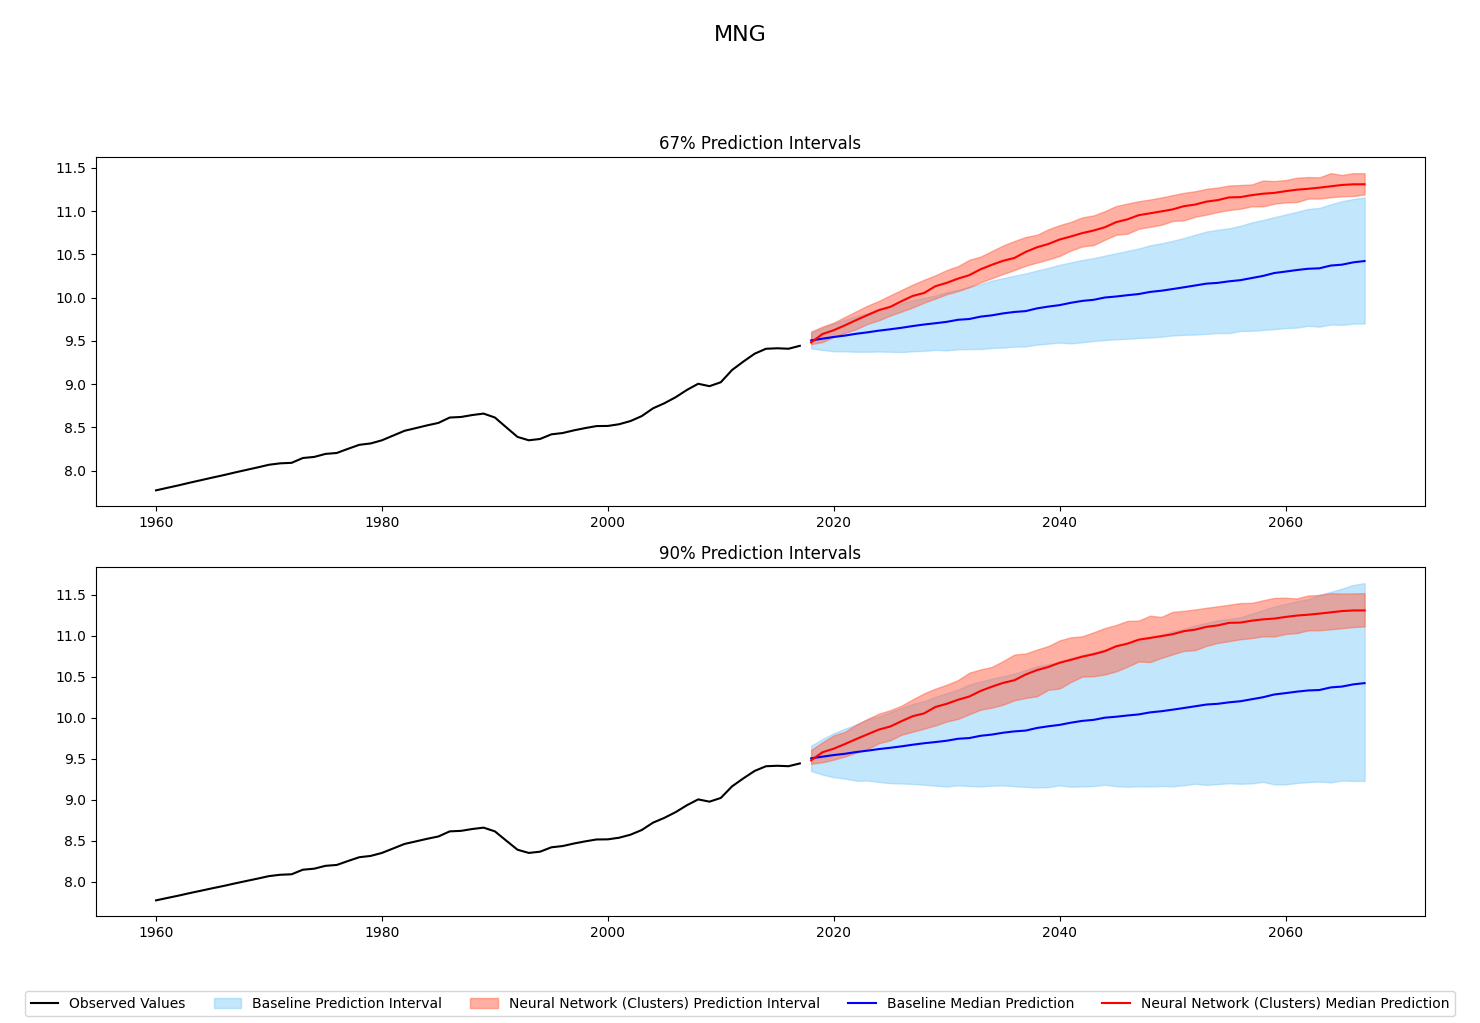 MNG
67% Prediction Intervals
11.5
11.0
10.5
10.0
9.5
9.0
8.5
8.0
1960 1980 2000 2020 2040 2060
90% Prediction Intervals
11.5
11.0
10.5
10.0
9.5
9.0
8.5
8.0
1960 1980 2000 2020 2040 2060
Observed Values Baseline Prediction Interval Neural Network (Clusters) Prediction Interval Baseline Median Prediction Neural Network (Clusters) Median Prediction